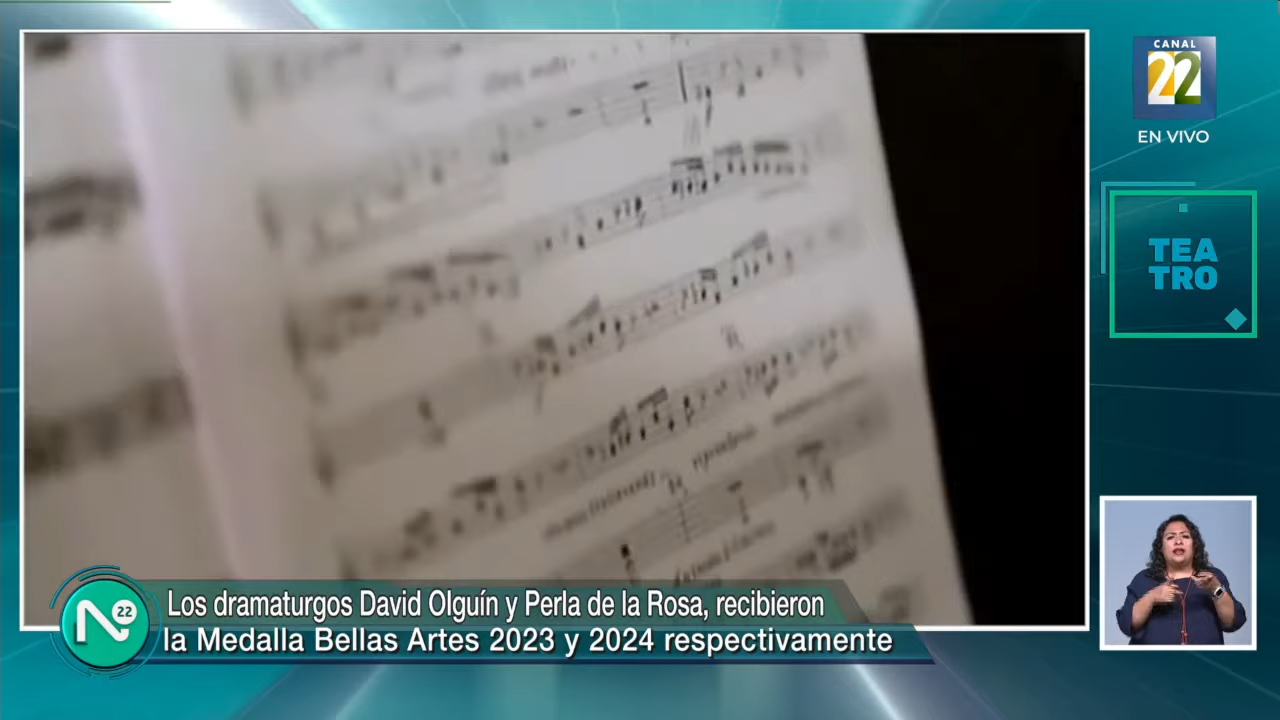 CANAL
22
EN VIVO
TEA
TRO
N22
Los dramaturgos David Olguín y Perla de la Rosa, recibieron
la Medalla Bellas Artes 2023 y 2024 respectivamente